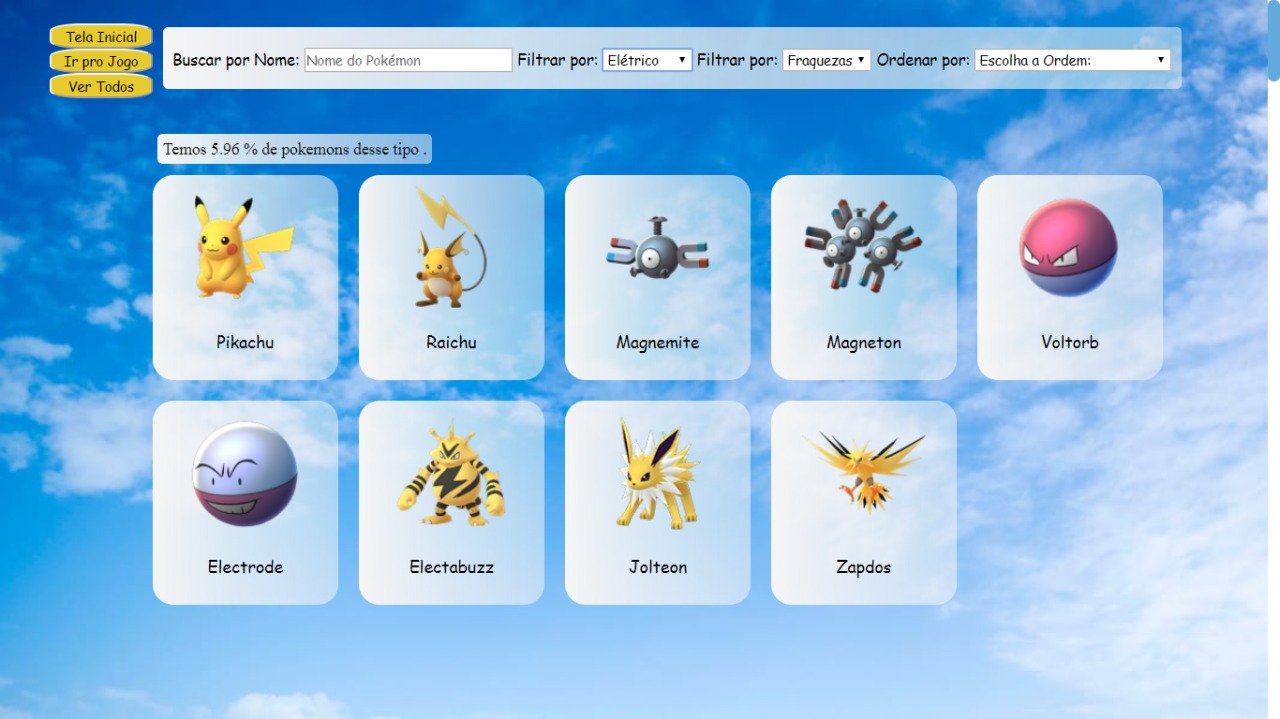 Tela Inicial
Ir pro Jogo
Ver Todos
Buscar por Nome: Nome do Pokémon Filtrar por: Elétrico Filtrar por: Fraquezas Ordenar por: Escolha a Ordem:
Temos 5.96 % de pokemons desse tipo .
Pikachu
Raichu
Magnemite
Magneton
Voltorb
Electrode
Electabuzz
Jolteon
Zapdos